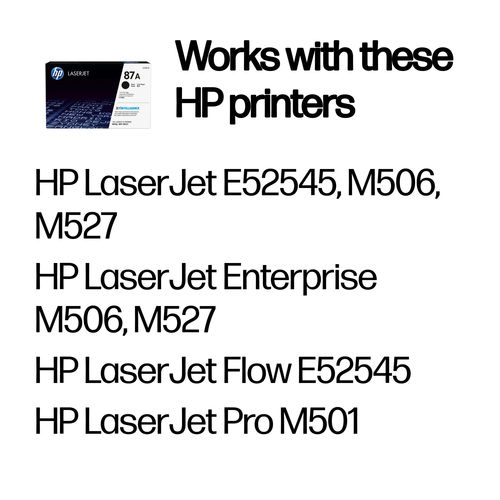 Works with these
HP printers
hp LASERJET
87A
HP LaserJet E52545, M506,
M527
HP LaserJet Enterprise
M506, M527
HP LaserJet Flow E52545
HP LaserJet Pro M501